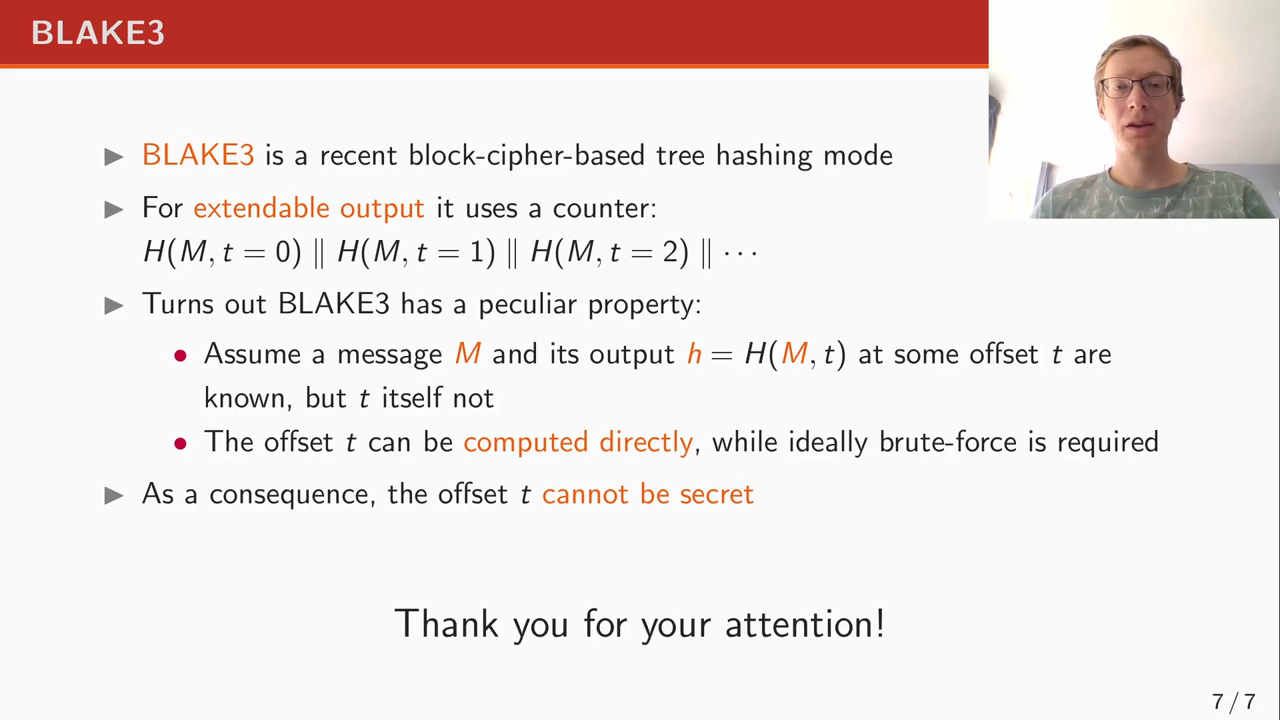 BLAKE3
▶ BLAKE3 is a recent block-cipher-based tree hashing mode
▶ For extendable output it uses a counter:
H(M, t = 0) ∥ H(M, t = 1) ∥ H(M, t = 2) ∥ ···
▶ Turns out BLAKE3 has a peculiar property:
• Assume a message M and its output h = H(M, t) at some offset t are
known, but t itself not
• The offset t can be computed directly, while ideally brute-force is required
▶ As a consequence, the offset t cannot be secret
Thank you for your attention!
7 / 7